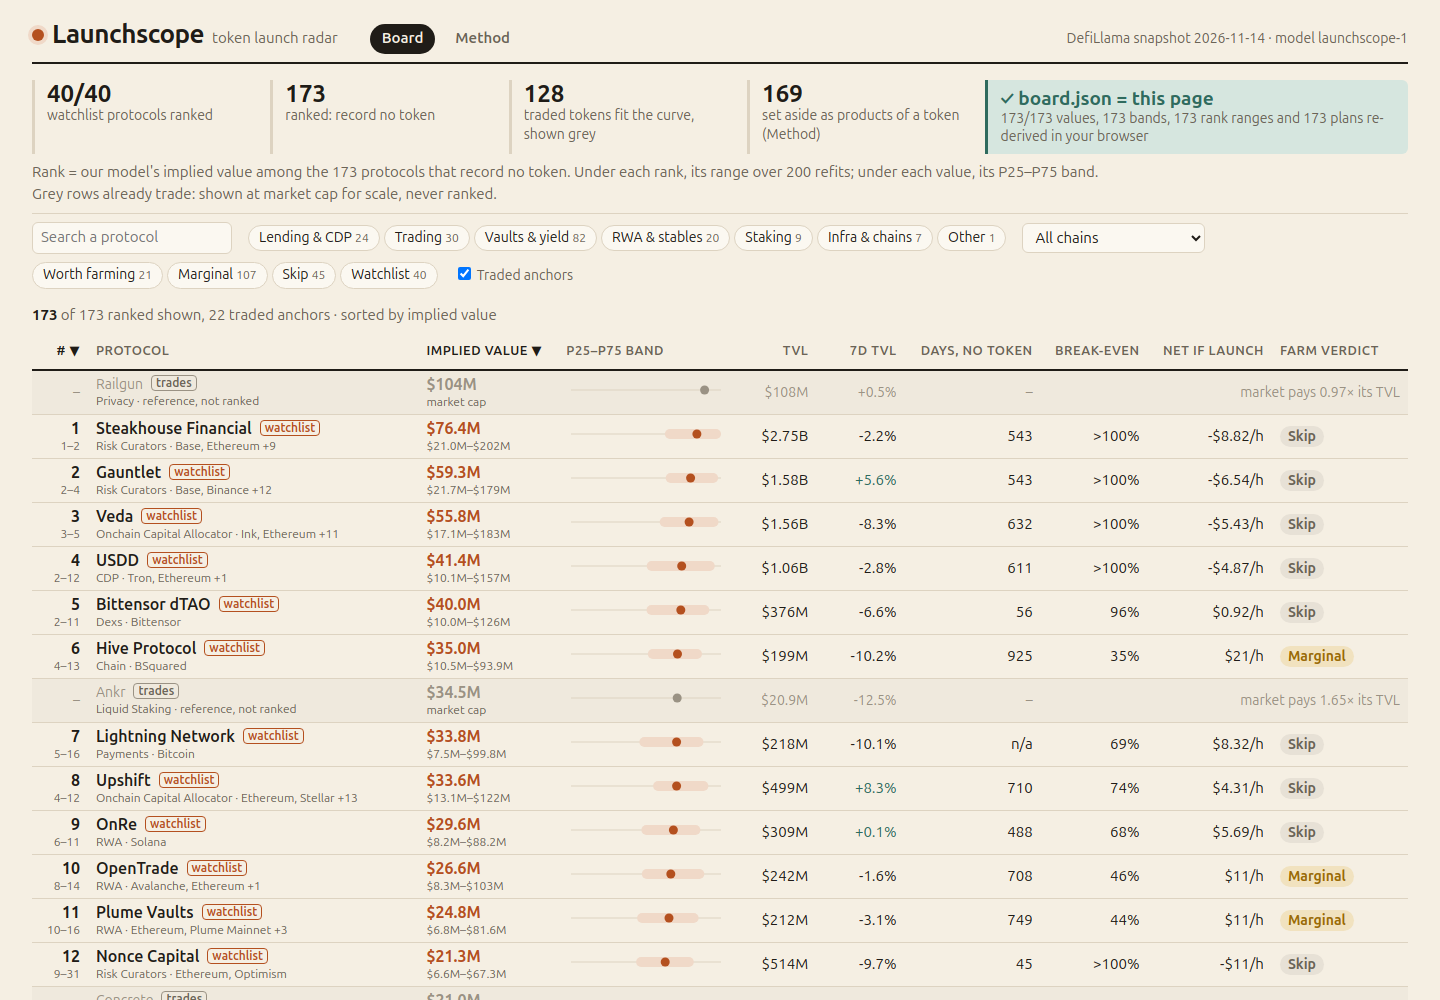 Launchscope token launch radar Board Method DefiLlama snapshot 2026-11-14 · model launchscope-1
40/40
watchlist protocols ranked
173
ranked: record no token
128
traded tokens fit the curve,
shown grey
169
set aside as products of a token
(Method)
✓ board.json = this page
173/173 values, 173 bands, 173 rank ranges and 173 plans re-
derived in your browser
Rank = our model's implied value among the 173 protocols that record no token. Under each rank, its range over 200 refits; under each value, its P25–P75 band.
Grey rows already trade: shown at market cap for scale, never ranked.
Search a protocol Lending & CDP 24 Trading 30 Vaults & yield 82 RWA & stables 20 Staking 9 Infra & chains 7 Other 1 All chains
Worth farming 21 Marginal 107 Skip 45 Watchlist 40 Traded anchors
173 of 173 ranked shown, 22 traded anchors · sorted by implied value
# ▼ PROTOCOL IMPLIED VALUE ▼ P25–P75 BAND TVL 7D TVL DAYS, NO TOKEN BREAK-EVEN NET IF LAUNCH FARM VERDICT
– Railgun trades $104M $108M +0.5% – market pays 0.97× its TVL
Privacy · reference, not ranked market cap
1 Steakhouse Financial watchlist $76.4M $2.75B -2.2% 543 >100% -$8.82/h Skip
1–2 Risk Curators · Base, Ethereum +9 $21.0M–$202M
2 Gauntlet watchlist $59.3M $1.58B +5.6% 543 >100% -$6.54/h Skip
2–4 Risk Curators · Base, Binance +12 $21.7M–$179M
3 Veda watchlist $55.8M $1.56B -8.3% 632 >100% -$5.43/h Skip
3–5 Onchain Capital Allocator · Ink, Ethereum +11 $17.1M–$183M
4 USDD watchlist $41.4M $1.06B -2.8% 611 >100% -$4.87/h Skip
2–12 CDP · Tron, Ethereum +1 $10.1M–$157M
5 Bittensor dTAO watchlist $40.0M $376M -6.6% 56 96% $0.92/h Skip
2–11 Dexs · Bittensor $10.0M–$126M
6 Hive Protocol watchlist $35.0M $199M -10.2% 925 35% $21/h Marginal
4–13 Chain · BSquared $10.5M–$93.9M
– Ankr trades $34.5M $20.9M -12.5% – market pays 1.65× its TVL
Liquid Staking · reference, not ranked market cap
7 Lightning Network watchlist $33.8M $218M -10.1% n/a 69% $8.32/h Skip
5–16 Payments · Bitcoin $7.5M–$99.8M
8 Upshift watchlist $33.6M $499M +8.3% 710 74% $4.31/h Skip
4–12 Onchain Capital Allocator · Ethereum, Stellar +13 $13.1M–$122M
9 OnRe watchlist $29.6M $309M +0.1% 488 68% $5.69/h Skip
6–11 RWA · Solana $8.2M–$88.2M
10 OpenTrade watchlist $26.6M $242M -1.6% 708 46% $11/h Marginal
8–14 RWA · Avalanche, Ethereum +1 $8.3M–$103M
11 Plume Vaults watchlist $24.8M $212M -3.1% 749 44% $11/h Marginal
10–16 RWA · Ethereum, Plume Mainnet +3 $6.8M–$81.6M
12 Nonce Capital watchlist $21.3M $514M -9.7% 45 >100% -$11/h Skip
9–31 Risk Curators · Ethereum, Optimism $6.6M–$67.3M
Concrete trades $21.0M